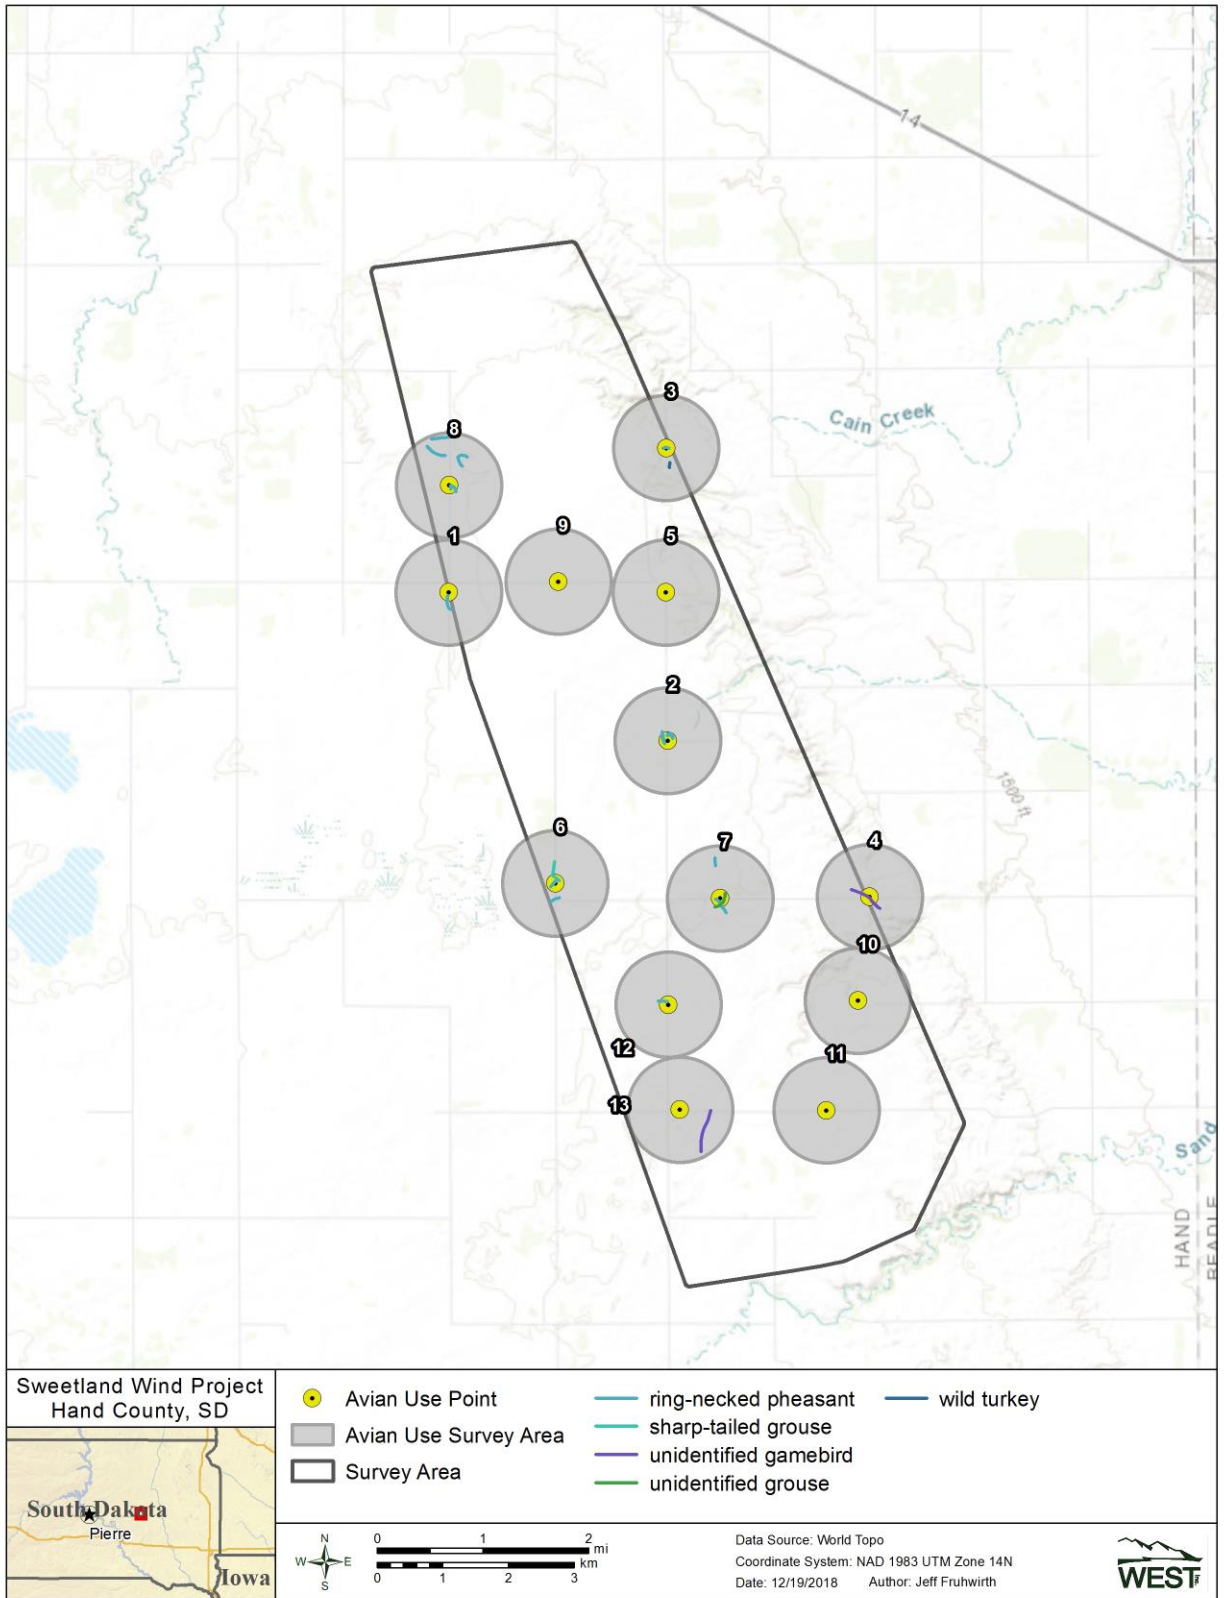 14
3
Cain Creek
8
9
1
5
2
1500 ft
6
7
4
10
12
11
13
Sand
HAND
BEADLE
Sweetland Wind Project
Hand County, SD
South Dakota
Pierre
Iowa
Avian Use Point
Avian Use Survey Area
Survey Area
ring-necked pheasant
sharp-tailed grouse
unidentified gamebird
unidentified grouse
wild turkey
N
W E
S
0 1 2
mi
km
0 1 2 3
Data Source: World Topo
Coordinate System: NAD 1983 UTM Zone 14N
Date: 12/19/2018 Author: Jeff Fruhwirth
WEST Inc.